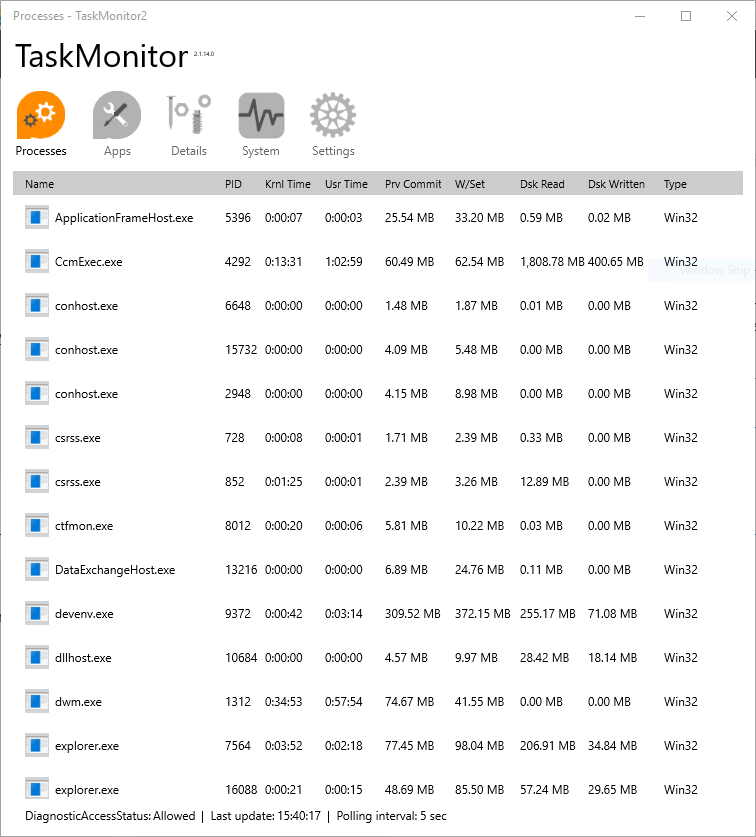 Processes - TaskMonitor2
TaskMonitor 2.1.14.0
Processes Apps Details System Settings
Name PID Krnl Time Usr Time Prv Commit W/Set Dsk Read Dsk Written Type
ApplicationFrameHost.exe 5396 0:00:07 0:00:03 25.54 MB 33.20 MB 0.59 MB 0.02 MB Win32
CcmExec.exe 4292 0:13:31 1:02:59 60.49 MB 62.54 MB 1,808.78 MB 400.65 MB Win32
Window Snip
conhost.exe 6648 0:00:00 0:00:00 1.48 MB 1.87 MB 0.01 MB 0.00 MB Win32
conhost.exe 15732 0:00:00 0:00:00 4.09 MB 5.48 MB 0.00 MB 0.00 MB Win32
conhost.exe 2948 0:00:00 0:00:00 4.15 MB 8.98 MB 0.00 MB 0.00 MB Win32
csrss.exe 728 0:00:08 0:00:01 1.71 MB 2.39 MB 0.33 MB 0.00 MB Win32
csrss.exe 852 0:01:25 0:00:01 2.39 MB 3.26 MB 12.89 MB 0.00 MB Win32
ctfmon.exe 8012 0:00:20 0:00:06 5.81 MB 10.22 MB 0.03 MB 0.00 MB Win32
DataExchangeHost.exe 13216 0:00:00 0:00:00 6.89 MB 24.76 MB 0.11 MB 0.00 MB Win32
devenv.exe 9372 0:00:42 0:03:14 309.52 MB 372.15 MB 255.17 MB 71.08 MB Win32
dllhost.exe 10684 0:00:00 0:00:00 4.57 MB 9.97 MB 28.42 MB 18.14 MB Win32
dwm.exe 1312 0:34:53 0:57:54 74.67 MB 41.55 MB 0.00 MB 0.00 MB Win32
explorer.exe 7564 0:03:52 0:02:18 77.45 MB 98.04 MB 206.91 MB 34.84 MB Win32
explorer.exe 16088 0:00:21 0:00:15 48.69 MB 85.50 MB 57.24 MB 29.65 MB Win32
DiagnosticAccessStatus: Allowed | Last update: 15:40:17 | Polling interval: 5 sec